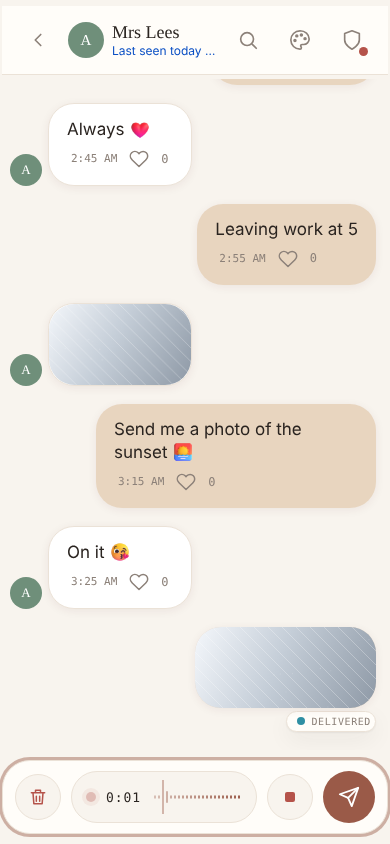 A
Mrs Lees
Last seen today ...
Always ❤️
2:45 AM 0
A
Leaving work at 5
2:55 AM 0
A
Send me a photo of the
sunset 🌅
3:15 AM 0
On it 😘
3:25 AM 0
A
DELIVERED
0:01